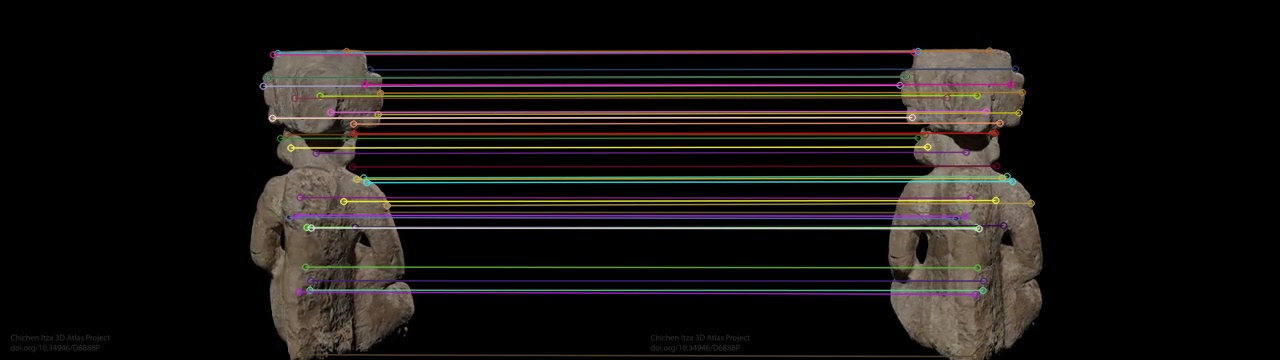 Chichen Itza 3D Atlas Project
doi.org/10.34946/D6B88P
Chichen Itza 3D Atlas Project
doi.org/10.34946/D6B88P